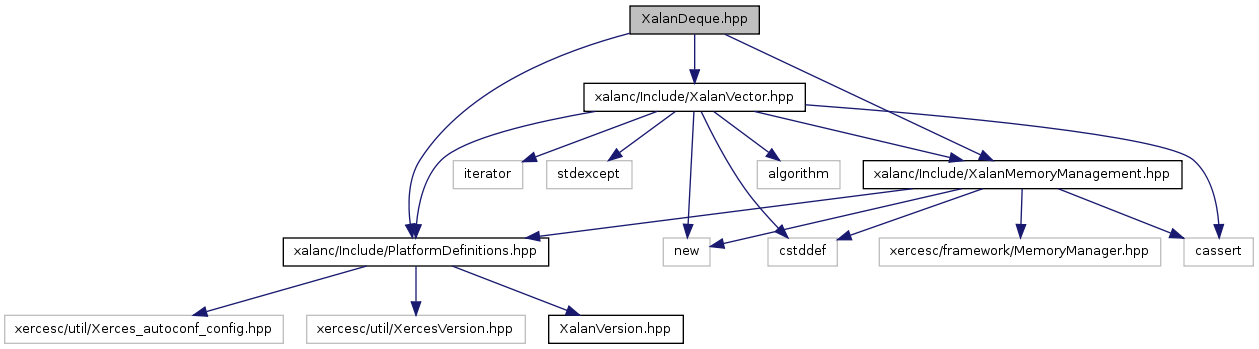 XalanDeque.hpp
xalanc/Include/XalanVector.hpp
iterator
stdexcept
algorithm
xalanc/Include/XalanMemoryManagement.hpp
xalanc/Include/PlatformDefinitions.hpp
new
cstddef
xercesc/framework/MemoryManager.hpp
cassert
xercesc/util/Xerces_autoconf_config.hpp
xercesc/util/XercesVersion.hpp
XalanVersion.hpp